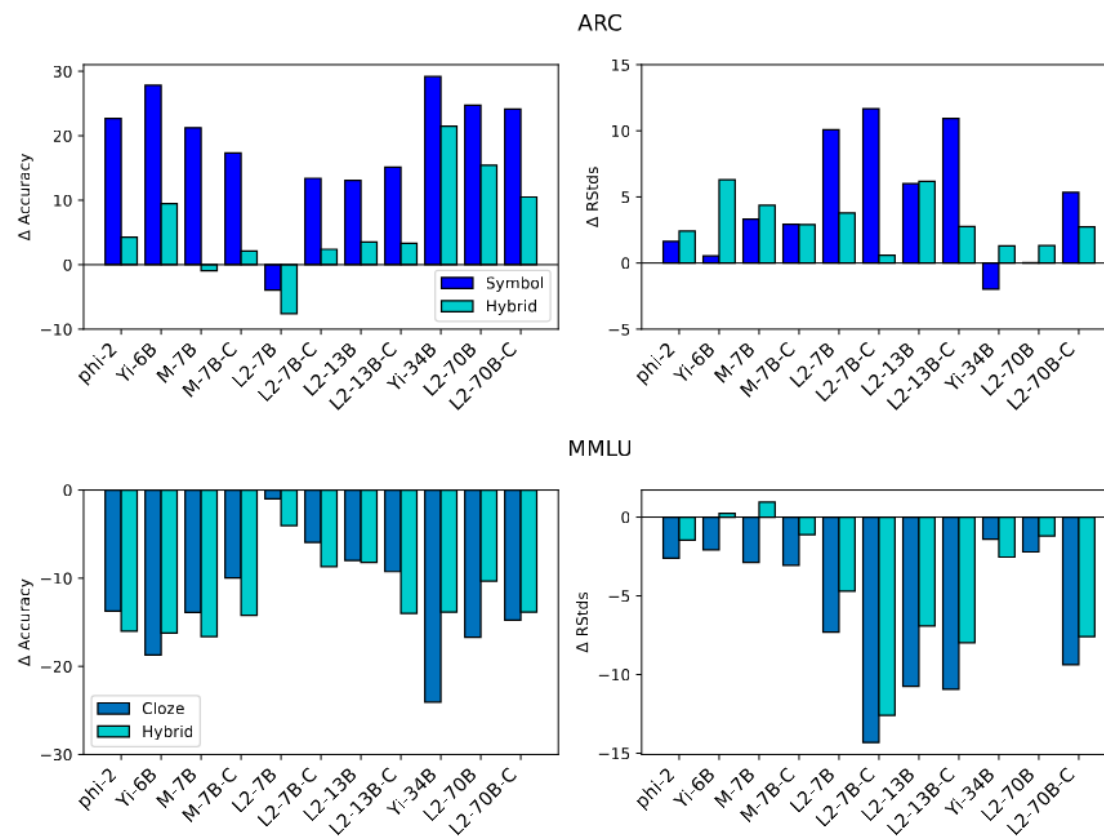 ARC
Δ Accuracy
30
20
10
0
−10
Symbol
Hybrid
phi-2
Yi-6B
M-7B
M-7B-C
L2-7B
L2-7B-C
L2-13B
L2-13B-C
Yi-34B
L2-70B
L2-70B-C
Δ RStds
15
10
5
0
−5
phi-2
Yi-6B
M-7B
M-7B-C
L2-7B
L2-7B-C
L2-13B
L2-13B-C
Yi-34B
L2-70B
L2-70B-C
MMLU
Δ Accuracy
0
−10
−20
−30
Cloze
Hybrid
phi-2
Yi-6B
M-7B
M-7B-C
L2-7B
L2-7B-C
L2-13B
L2-13B-C
Yi-34B
L2-70B
L2-70B-C
Δ RStds
0
−5
−10
−15
phi-2
Yi-6B
M-7B
M-7B-C
L2-7B
L2-7B-C
L2-13B
L2-13B-C
Yi-34B
L2-70B
L2-70B-C